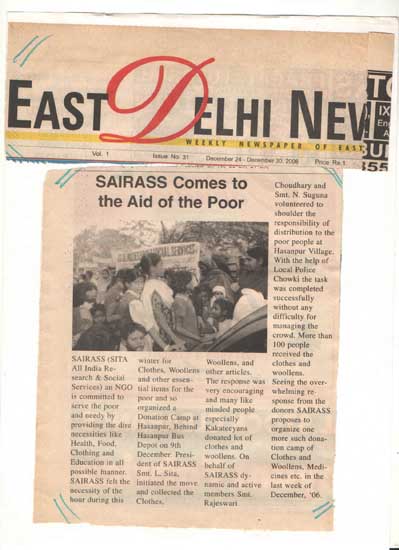 EAST DELHI NEW
WEEKLY NEWSPAPER OF EAST
Vol. 1 Issue No. 31 December 24 - December 30, 2006 Price Re.1
SAIRASS Comes to
the Aid of the Poor
SAIRASS (SITA
All India Re-
search & Social
Services) an NGO
is committed to
serve the poor
and needy by
providing the dire
necessities like
Health, Food,
Clothing and
Education in all
possible manner.
SAIRASS felt the
necessity of the
hour during this
winter for
Clothes, Woollens
and other essen-
tial items for the
poor and so
organized a
Donation Camp at
Hasanpur, Behind
Hasanpur Bus
Depot on 9th
December. Presi-
dent of SAIRASS
Smt. L. Sita,
initiated the move
and collected the
Clothes,
Woollens, and
other articles.
The response was
very encouraging
and many like
minded people
especially
Kakateeyans
donated lot of
clothes and
woollens. On
behalf of
SAIRASS dy-
namic and active
members Smt.
Rajeswari
Choudhary and
Smt. N. Suguna
volunteered to
shoulder the
responsibility of
distribution to the
poor people at
Hasanpur Village.
With the help of
Local Police
Chowki the task
was completed
successfully
without any
difficulty for
managing the
crowd. More than
100 people
received the
clothes and
woollens.
Seeing the over-
whelming re-
sponse from the
donors SAIRASS
proposes to
organize one
more such dona-
tion camp of
Clothes and
Woollens, Medi-
cines etc. in the
last week of
December, '06.